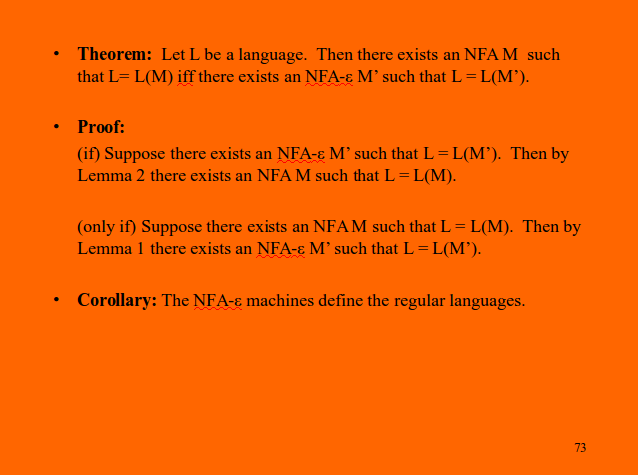 • Theorem: Let L be a language. Then there exists an NFA M such
that L= L(M) iff there exists an NFA-ε M’ such that L = L(M’).
• Proof:
(if) Suppose there exists an NFA-ε M’ such that L = L(M’). Then by
Lemma 2 there exists an NFA M such that L = L(M).
(only if) Suppose there exists an NFA M such that L = L(M). Then by
Lemma 1 there exists an NFA-ε M’ such that L = L(M’).
• Corollary: The NFA-ε machines define the regular languages.
73